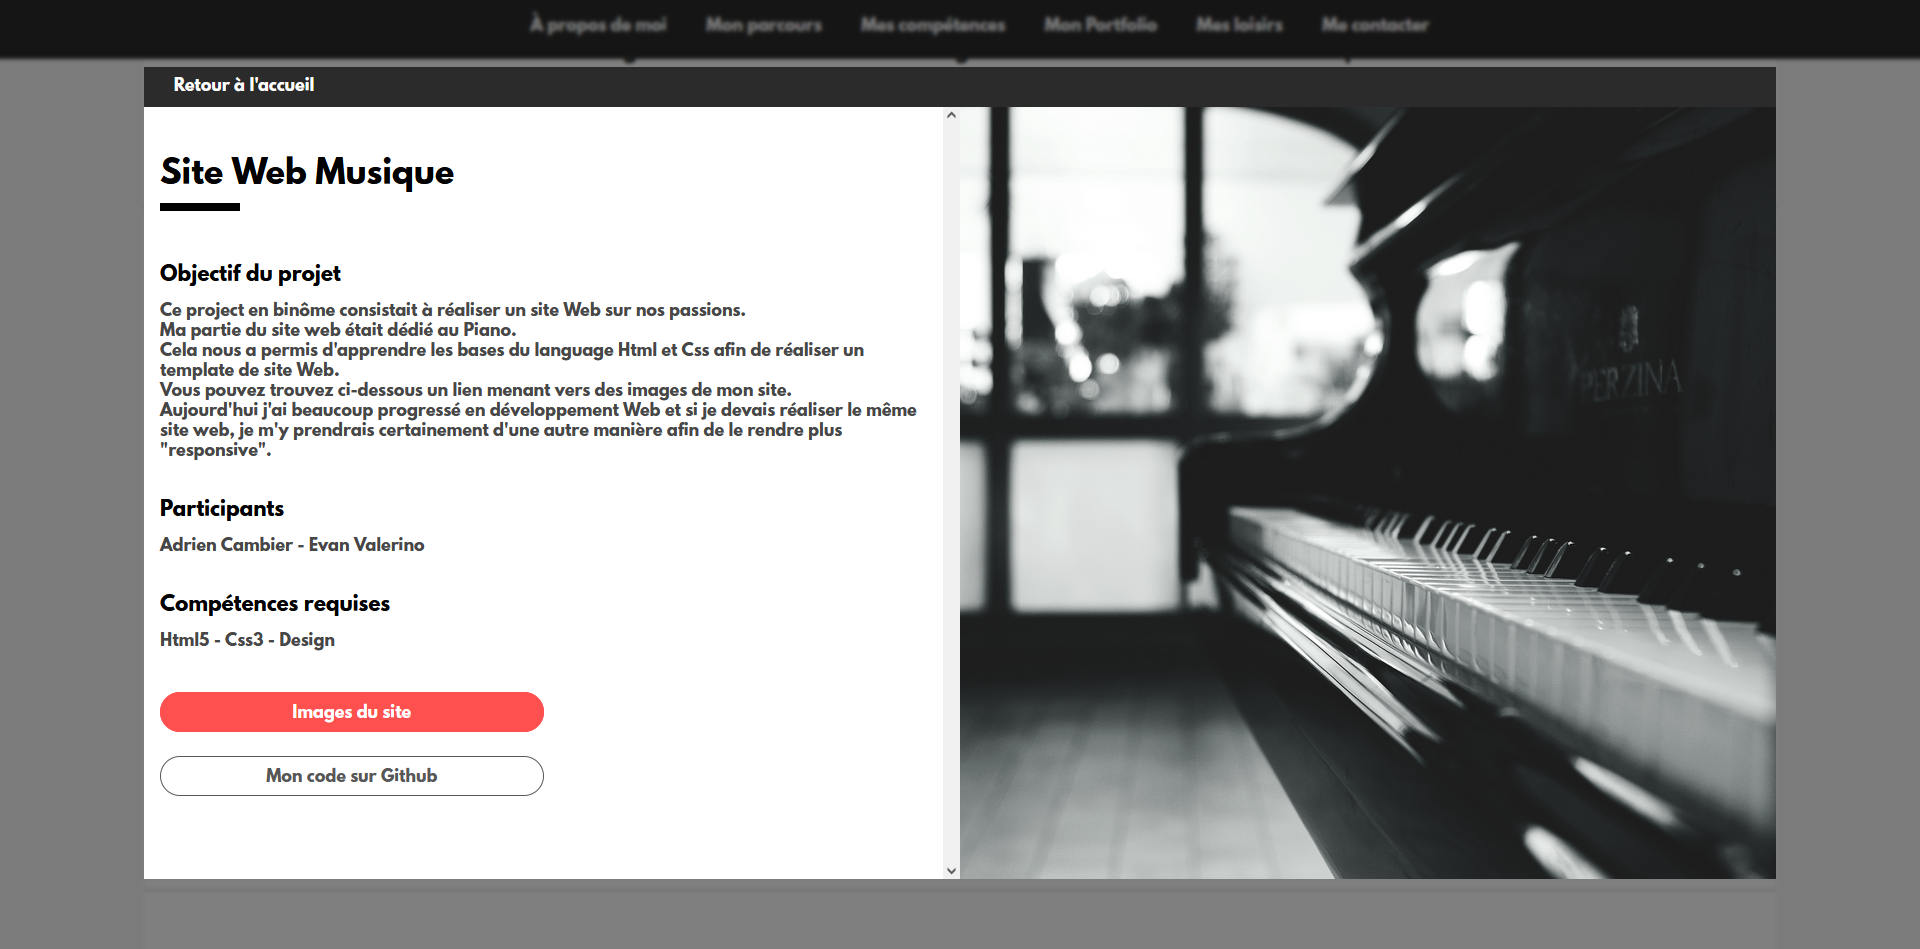 À propos de moi Mon parcours Mes compétences Mon Portfolio Mes loisirs Me contacter
Retour à l'accueil
Site Web Musique
Objectif du projet
Ce project en binôme consistait à réaliser un site Web sur nos passions.
Ma partie du site web était dédié au Piano.
Cela nous a permis d'apprendre les bases du language Html et Css afin de réaliser un
template de site Web.
Vous pouvez trouvez ci-dessous un lien menant vers des images de mon site.
Aujourd'hui j'ai beaucoup progressé en développement Web et si je devais réaliser le même
site web, je m'y prendrais certainement d'une autre manière afin de le rendre plus
"responsive".
Participants
Adrien Cambier - Evan Valerino
Compétences requises
Html5 - Css3 - Design
Images du site
Mon code sur Github
PERZINA